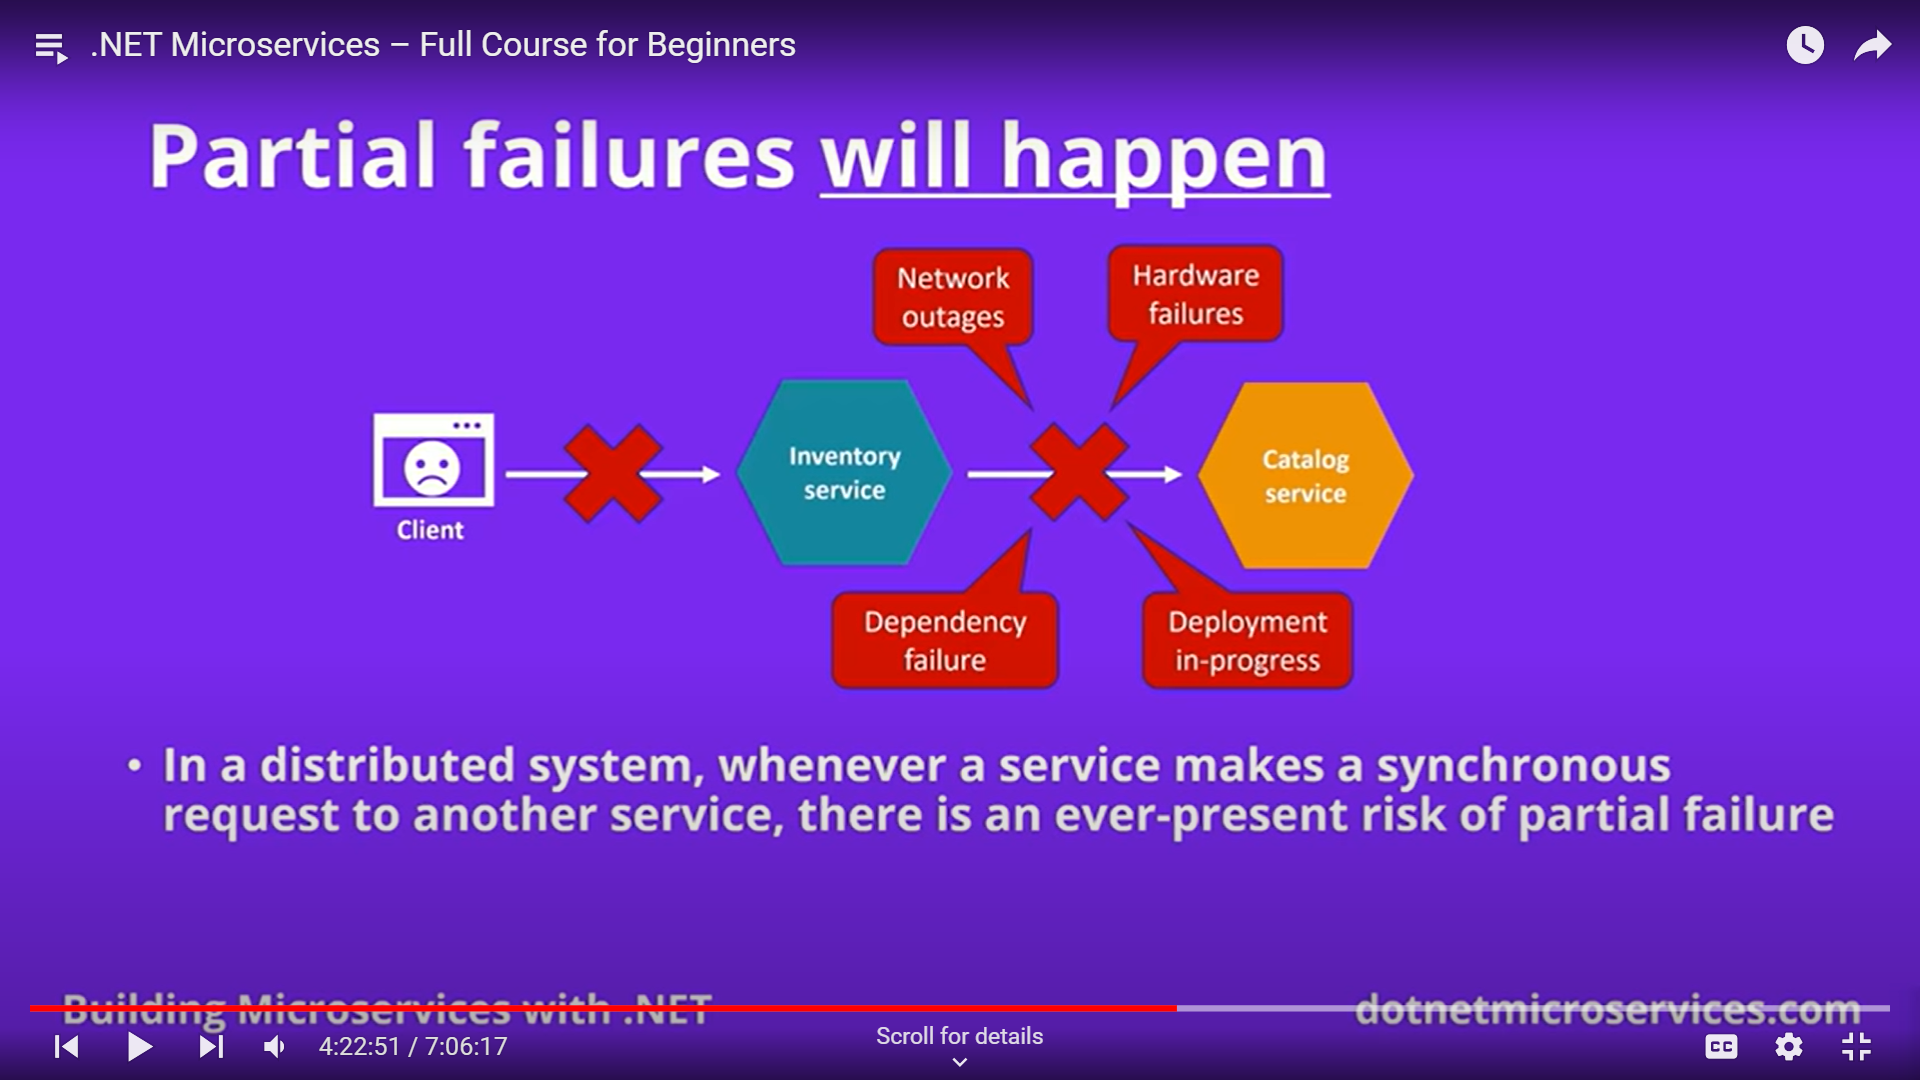 .NET Microservices – Full Course for Beginners
Partial failures will happen
Network
outages
Hardware
failures
Client
Inventory
service
Catalog
service
Dependency
failure
Deployment
in-progress
• In a distributed system, whenever a service makes a synchronous
request to another service, there is an ever-present risk of partial failure
Building Microservices with .NET
dotnetmicroservices.com
4:22:51 / 7:06:17
Scroll for details
CC